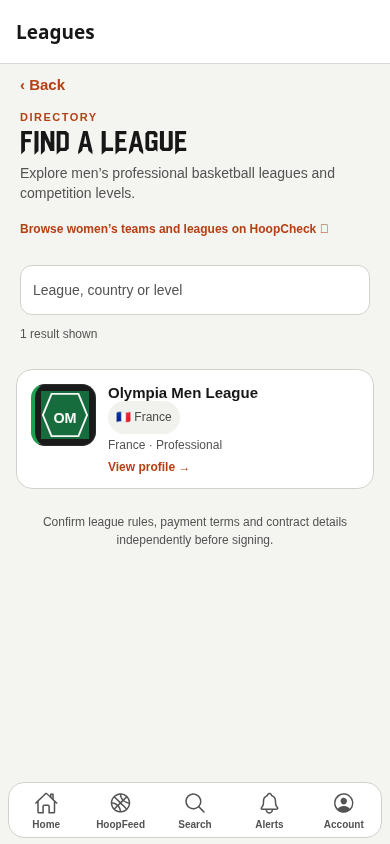 Leagues
‹ Back
DIRECTORY
FIND A LEAGUE
Explore men’s professional basketball leagues and
competition levels.
Browse women’s teams and leagues on HoopCheck
League, country or level
1 result shown
OM
Olympia Men League
🇫🇷 France
France · Professional
View profile →
Confirm league rules, payment terms and contract details
independently before signing.
Home HoopFeed Search Alerts Account